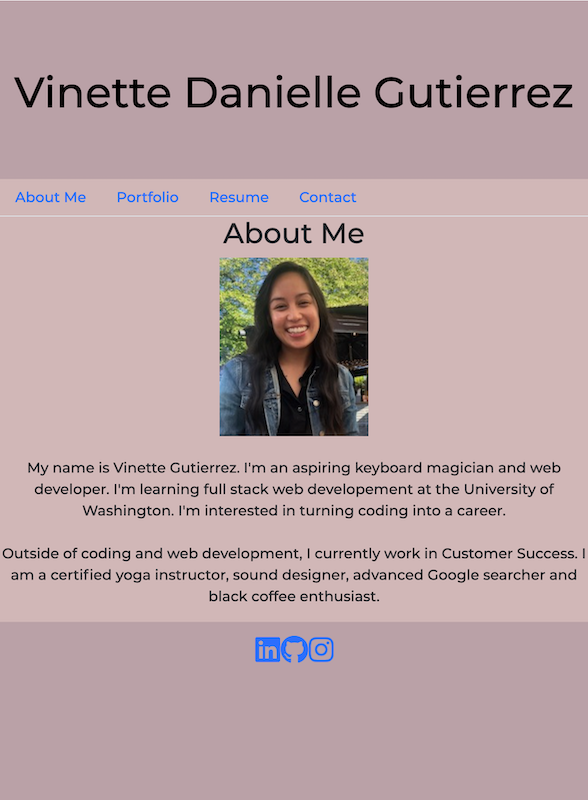 Vinette Danielle Gutierrez
About Me Portfolio Resume Contact
About Me
My name is Vinette Gutierrez. I'm an aspiring keyboard magician and web
developer. I'm learning full stack web developement at the University of
Washington. I'm interested in turning coding into a career.
Outside of coding and web development, I currently work in Customer Success. I
am a certified yoga instructor, sound designer, advanced Google searcher and
black coffee enthusiast.
in